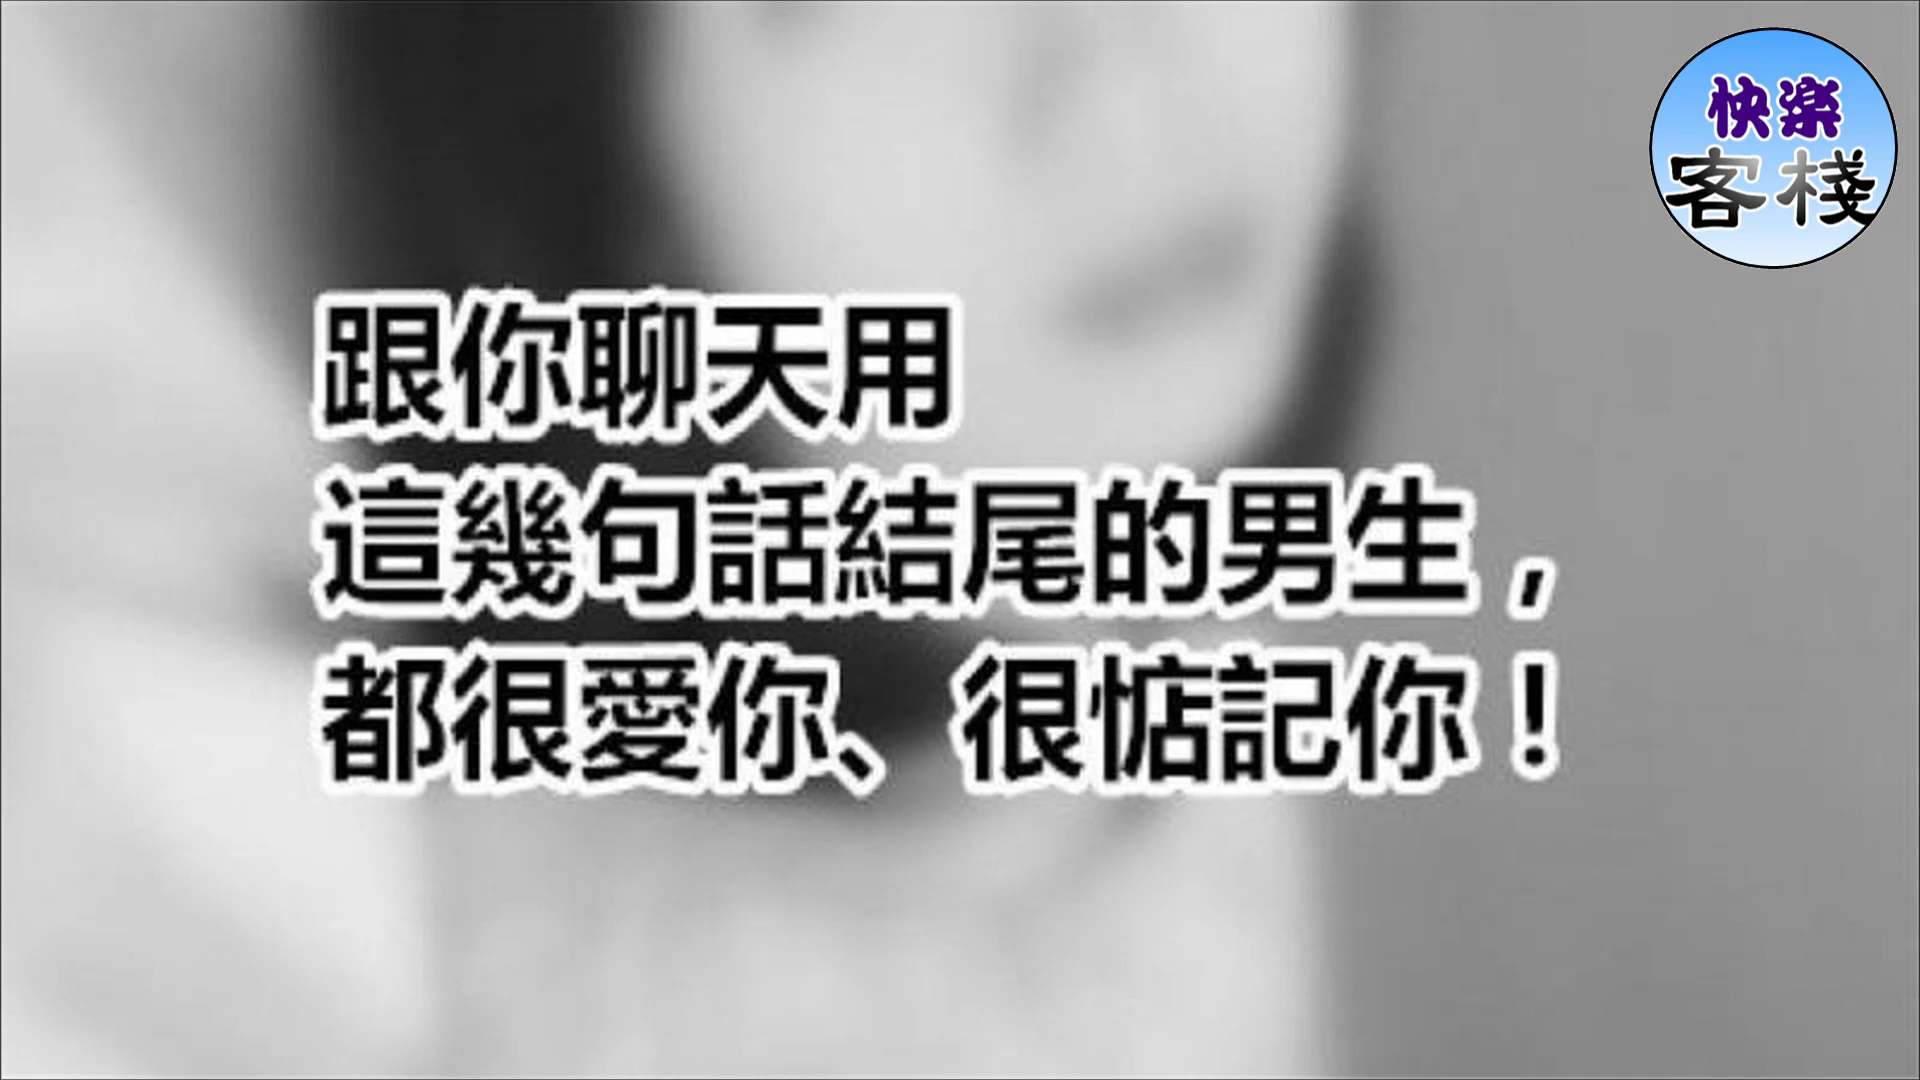 快樂
客棧
跟你聊天用
這幾句話結尾的男生，
都很愛你、很惦記你！